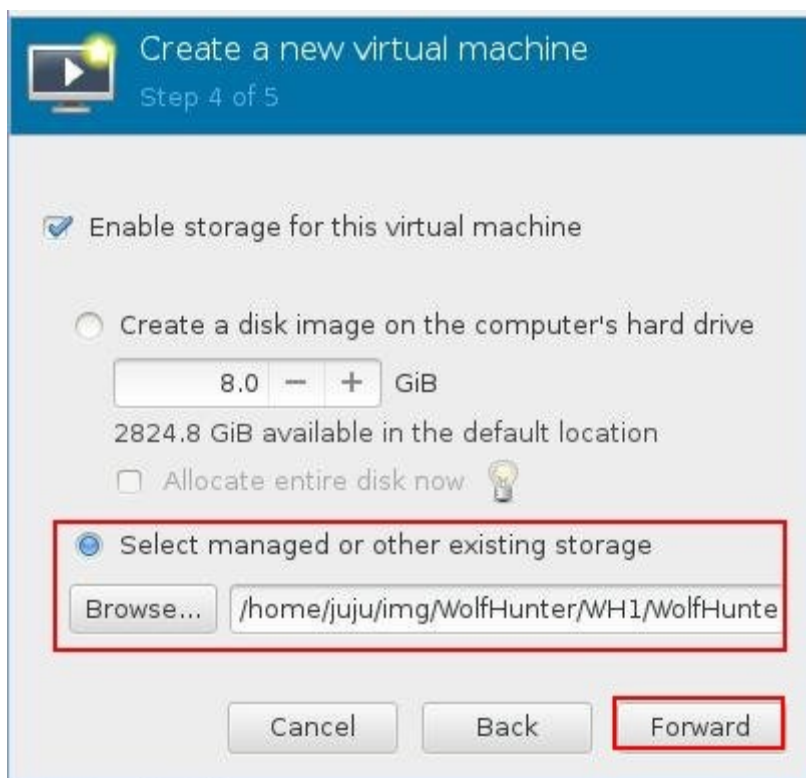 Create a new virtual machine
Step 4 of 5
Enable storage for this virtual machine
Create a disk image on the computer's hard drive
8.0 − + GiB
2824.8 GiB available in the default location
Allocate entire disk now
Select managed or other existing storage
Browse... /home/juju/img/WolfHunter/WH1/WolfHunte
Cancel Back Forward